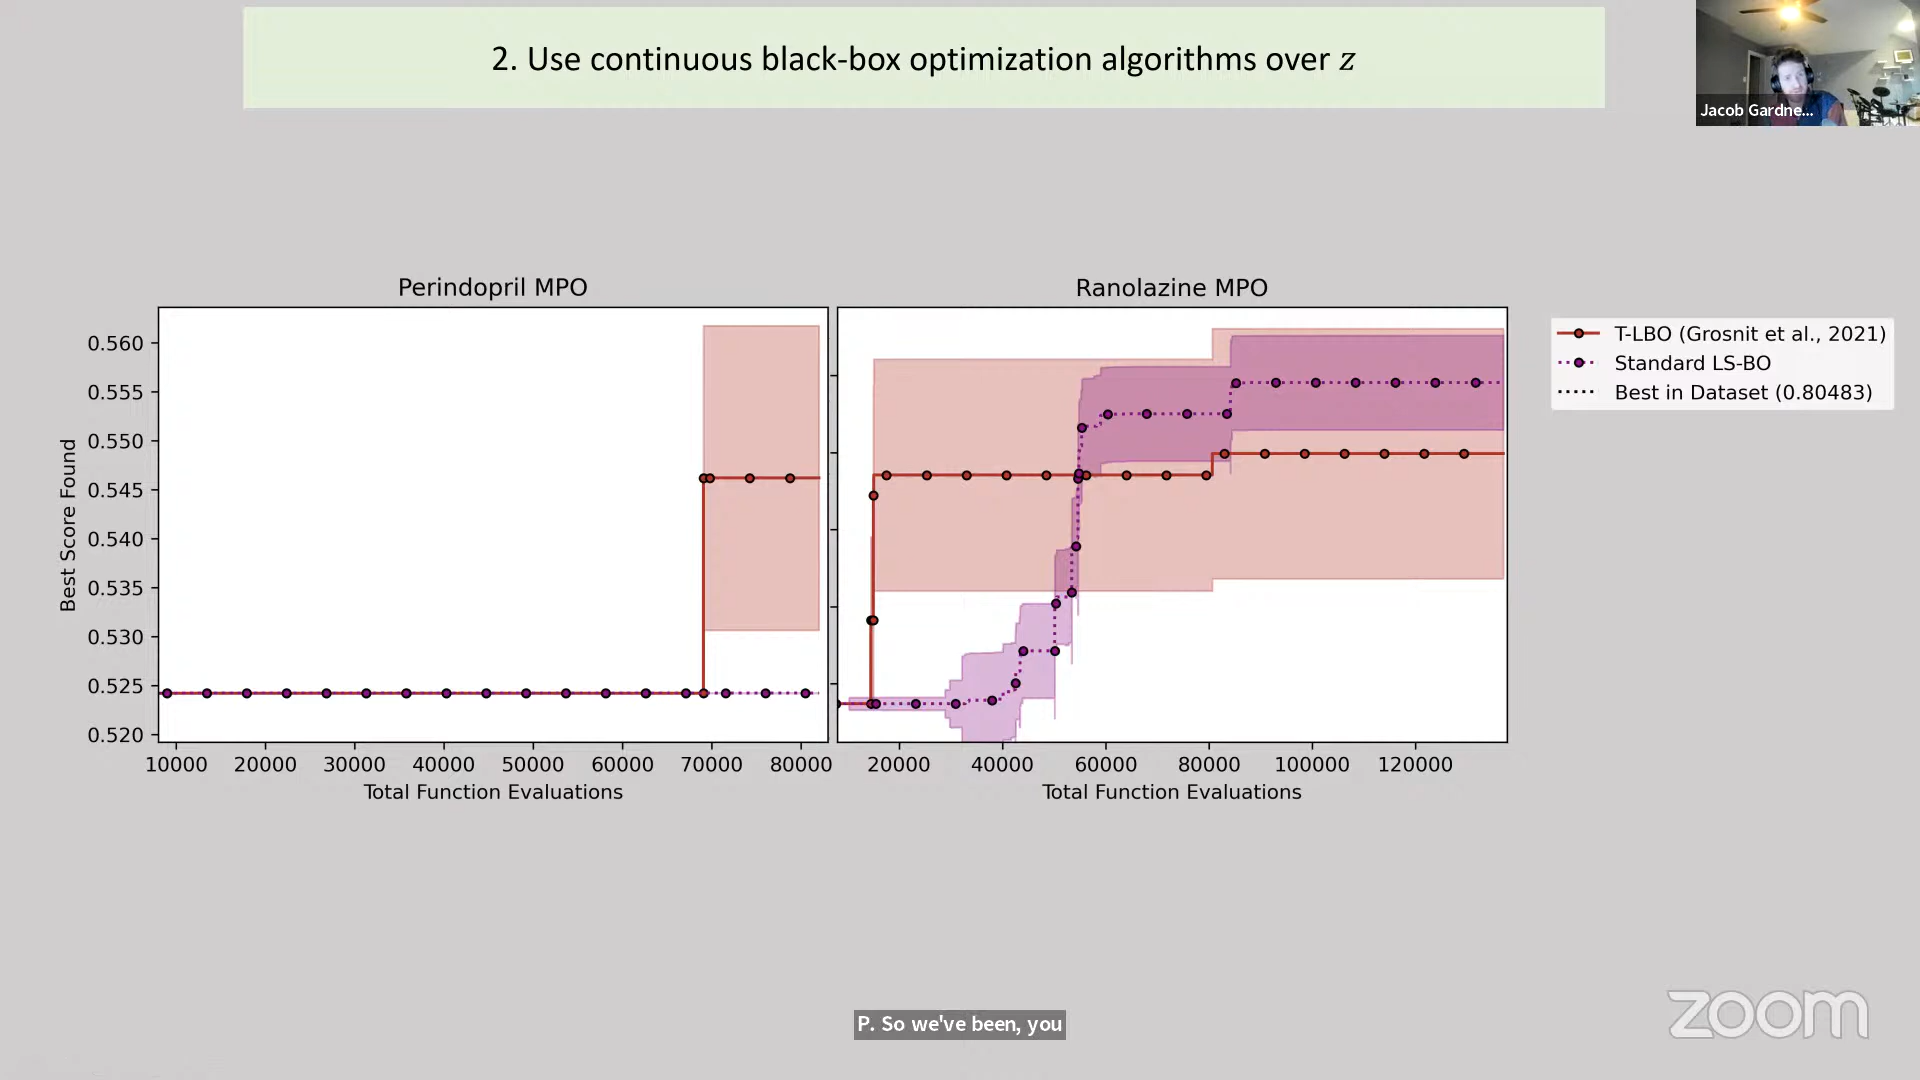 2. Use continuous black-box optimization algorithms over z
Jacob Gardne...
Perindopril MPO
Ranolazine MPO
T-LBO (Grosnit et al., 2021)
Standard LS-BO
Best in Dataset (0.80483)
Best Score Found
0.560
0.555
0.550
0.545
0.540
0.535
0.530
0.525
0.520
10000 20000 30000 40000 50000 60000 70000 80000
20000 40000 60000 80000 100000 120000
Total Function Evaluations
Total Function Evaluations
P. So we've been, you
zoom